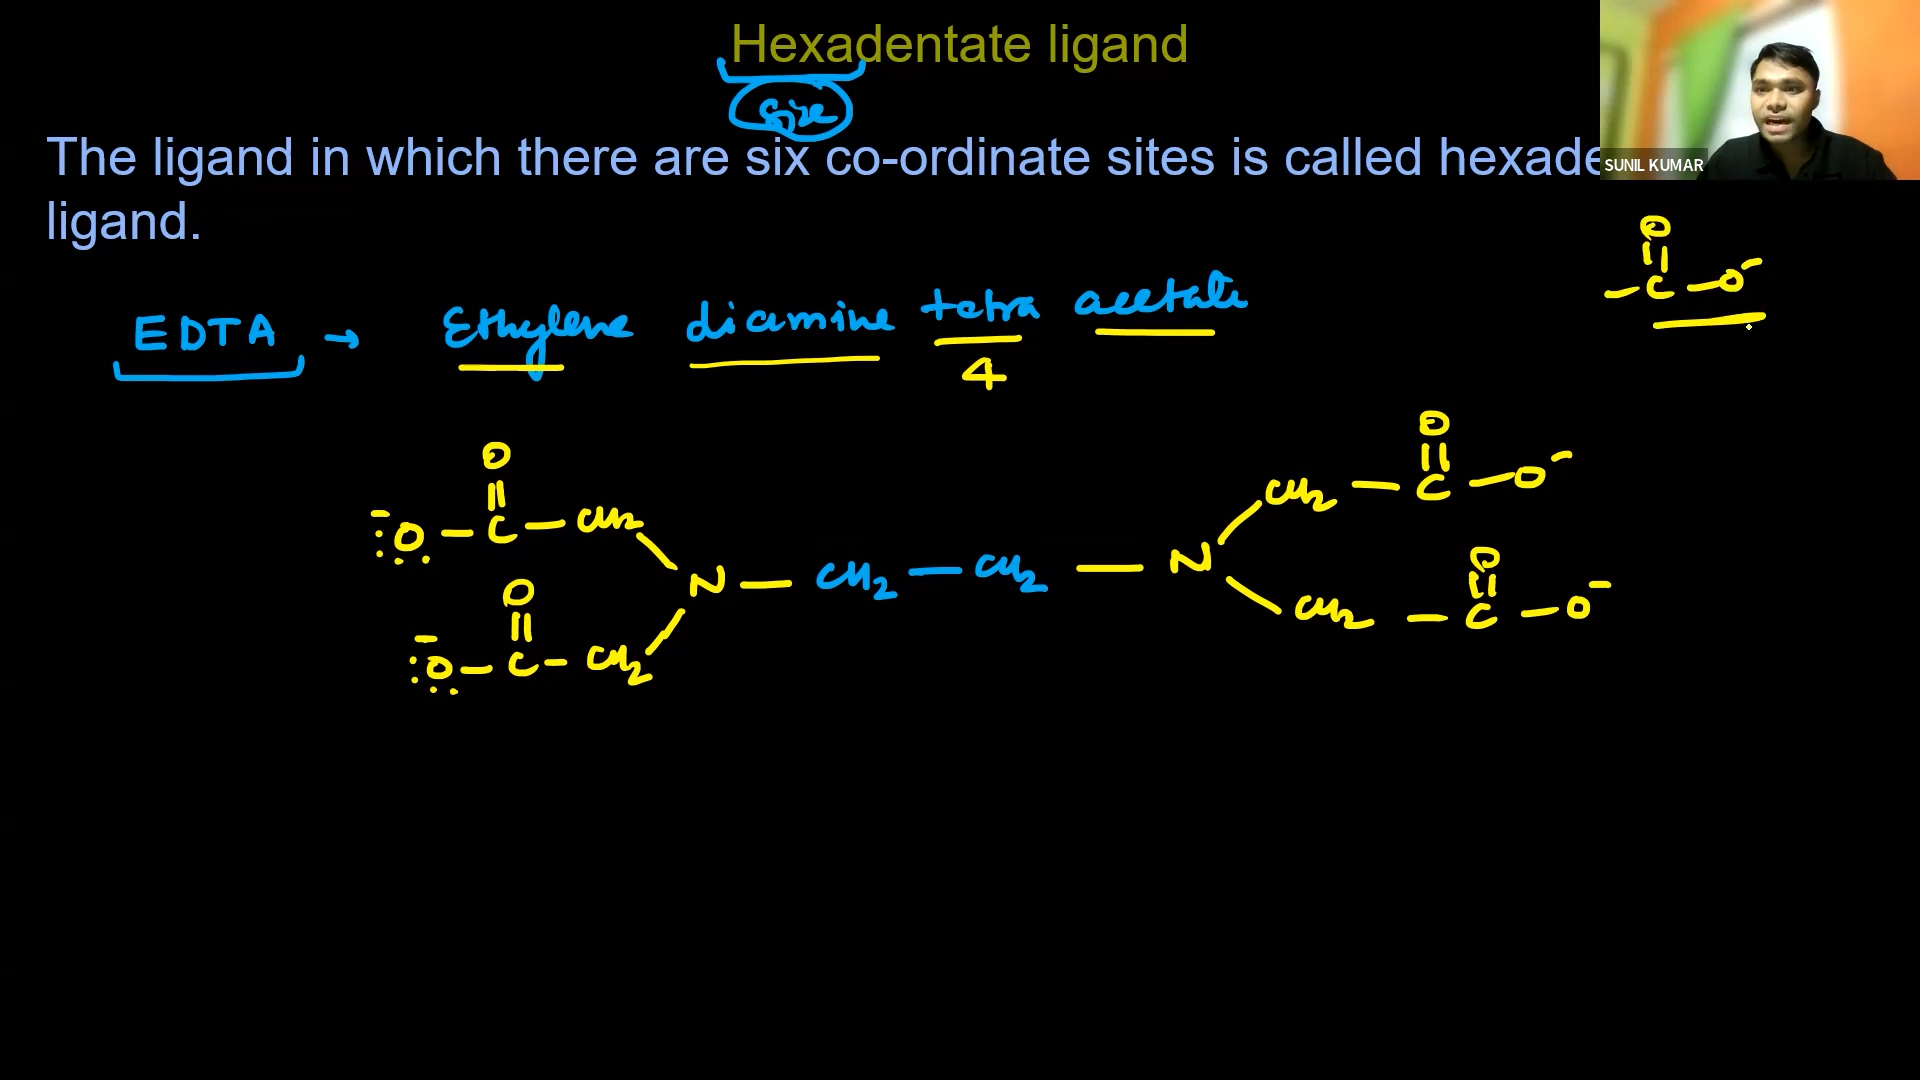 Hexadentate ligand
Six
The ligand in which there are six co-ordinate sites is called hexade
ligand.
SUNIL KUMAR
O
||
– C – O⁻
EDTA → Ethylene diamine tetra acetate
4
O O
|| ||
⁻:O – C – CH2 CH2 – C – O⁻
N – CH2 – CH2 – N
O O
|| ||
⁻:O – C – CH2 CH2 – C – O⁻